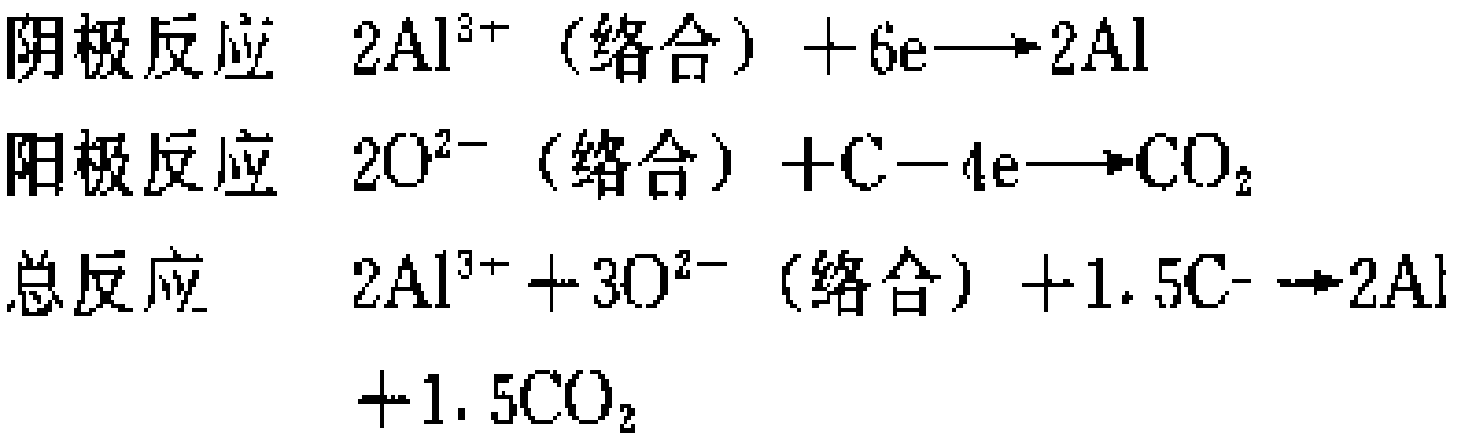 阴极反应 2Al³⁺（络合）+6e⟶2Al
阳极反应 2O²⁻（络合）+C－4e⟶CO₂
总反应 2Al³⁺+3O²⁻（络合）+1.5C-→2Al
+1.5CO₂